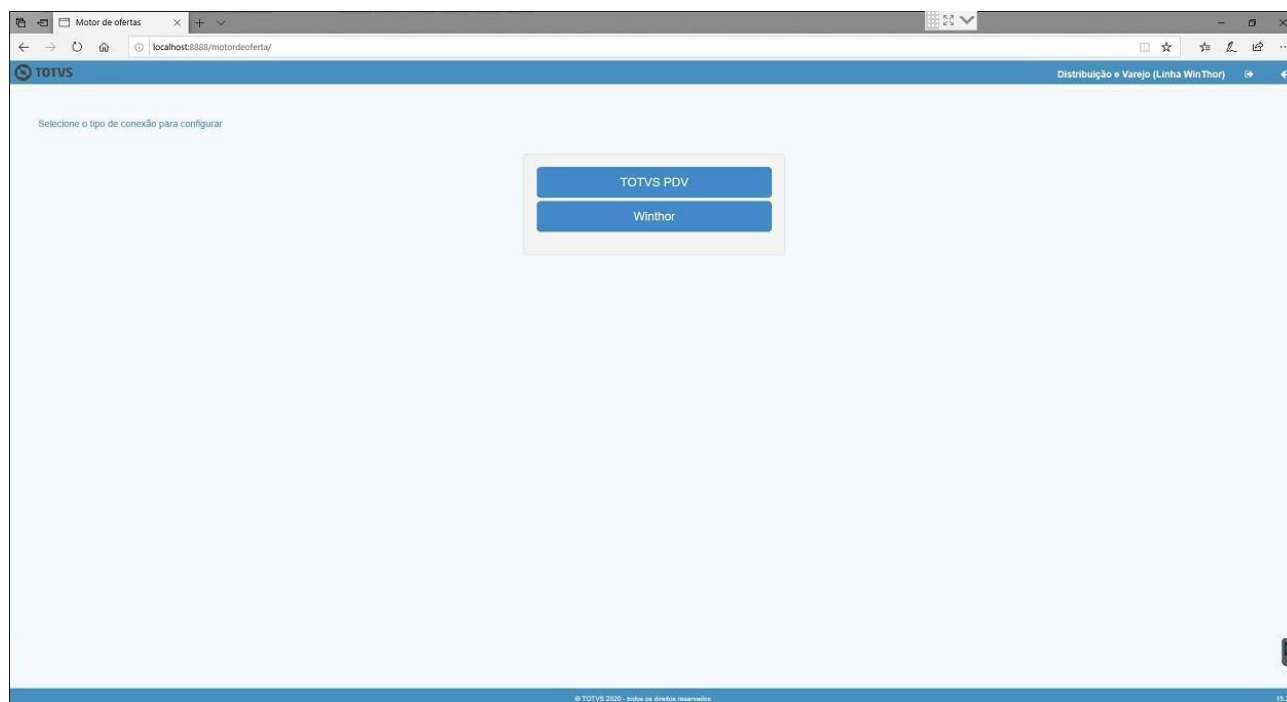 Motor de ofertas
localhost:8888/motordeoferta/
TOTVS
Distribuição e Varejo (Linha WinThor)
Selecione o tipo de conexão para configurar
TOTVS PDV
Winthor
© TOTVS 2020 - todos os direitos reservados